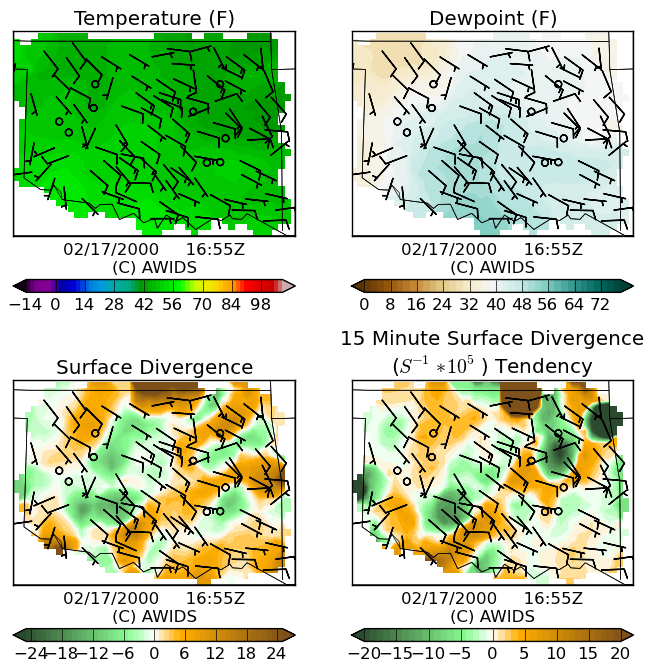 Temperature (F)
Dewpoint (F)
02/17/2000 16:55Z
(C) AWIDS
02/17/2000 16:55Z
(C) AWIDS
−14 0 14 28 42 56 70 84 98
0 8 16 24 32 40 48 56 64 72
Surface Divergence
15 Minute Surface Divergence
(S⁻¹ *10⁵ ) Tendency
02/17/2000 16:55Z
(C) AWIDS
02/17/2000 16:55Z
(C) AWIDS
−24 −18 −12 −6 0 6 12 18 24
−20 −15 −10 −5 0 5 10 15 20